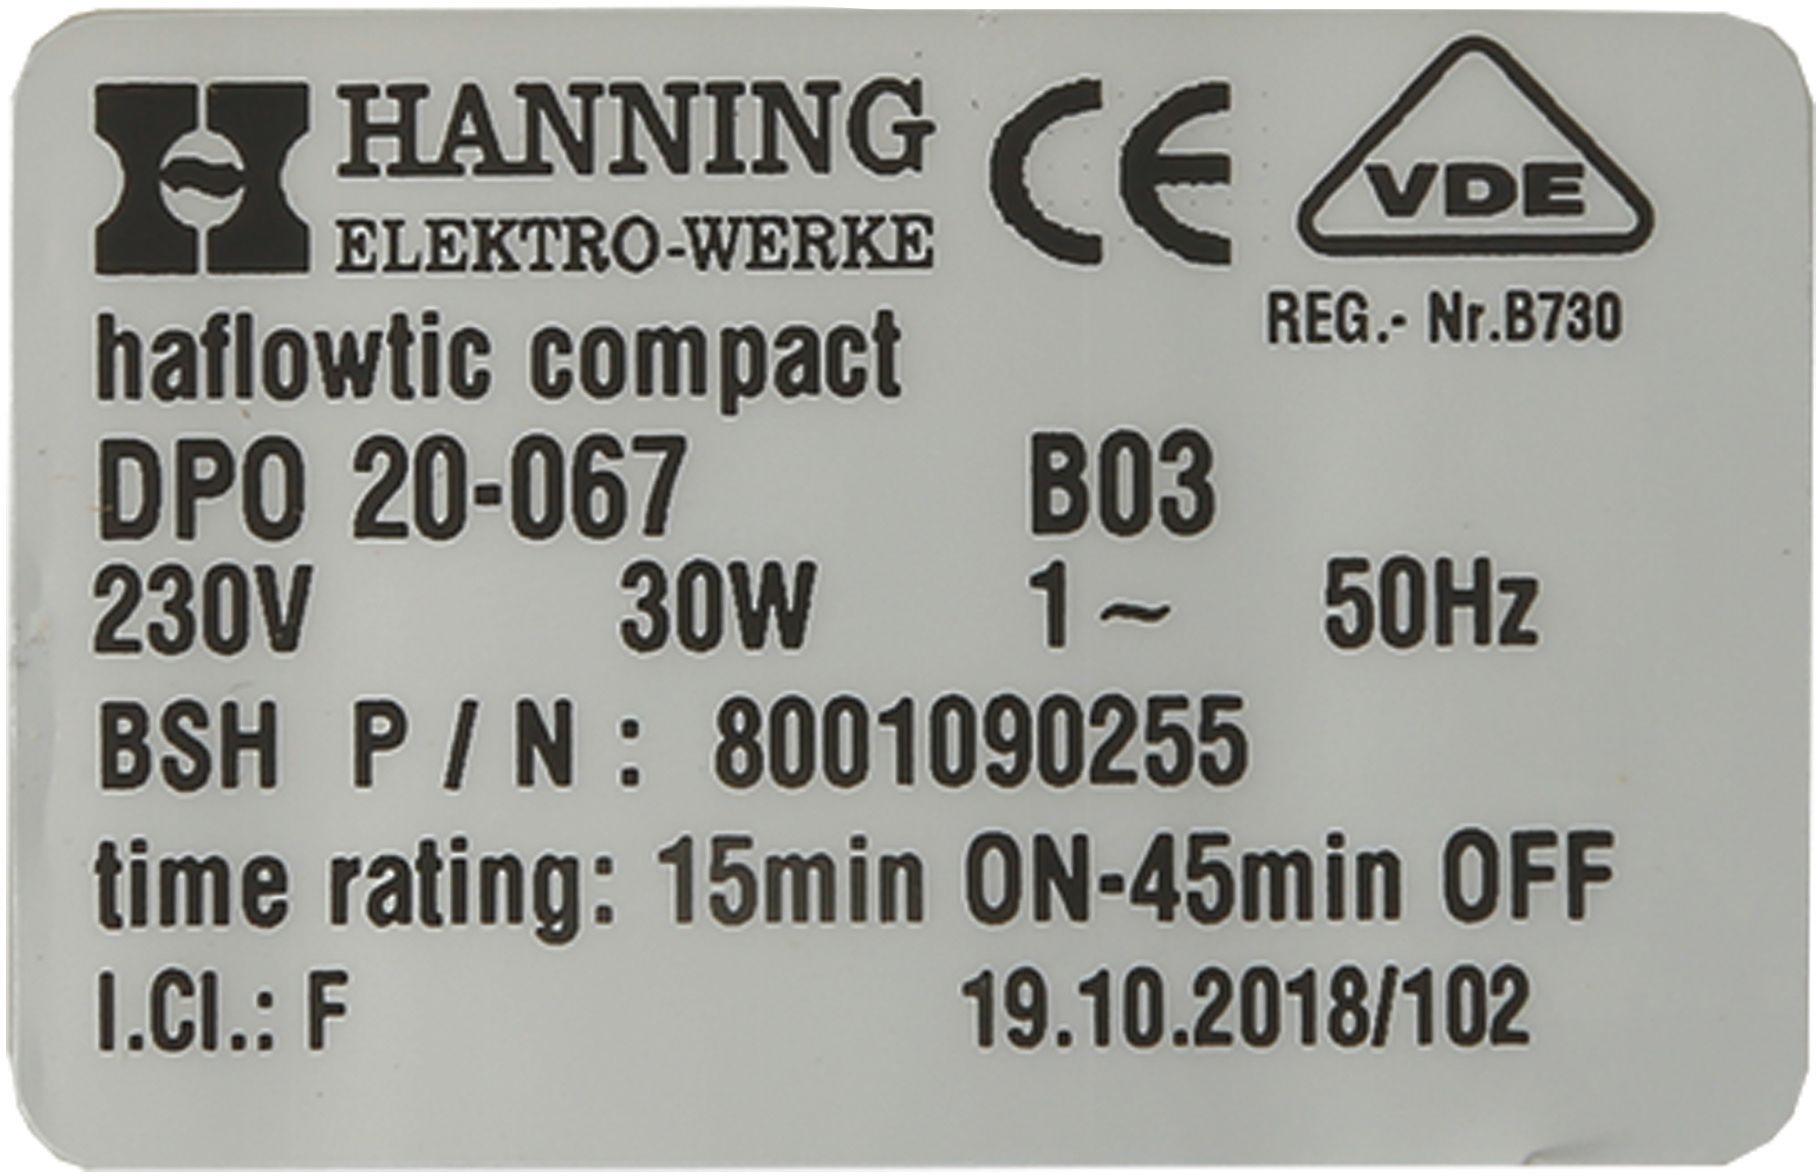 HANNING
ELEKTRO-WERKE
CE
VDE
REG.- Nr.B730
haflowtic compact
DPO 20-067 B03
230V 30W 1~ 50Hz
BSH P / N : 8001090255
time rating: 15min ON-45min OFF
I.Cl.: F 19.10.2018/102